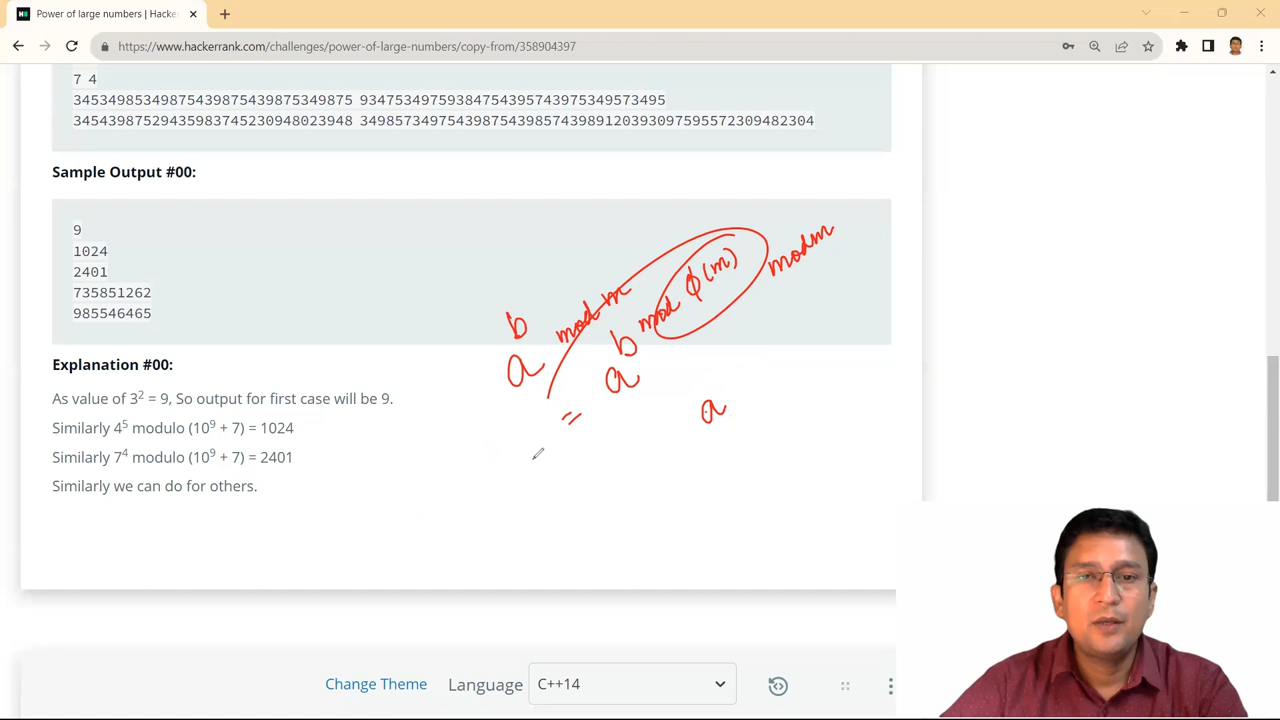 Power of large numbers | Hacke
https://www.hackerrank.com/challenges/power-of-large-numbers/copy-from/358904397
7 4
34534985349875439875439875349875 93475349759384754395743975349573495
34543987529435983745230948023948 3498573497543987543985743989120393097595572309482304
Sample Output #00:
9
1024
2401
735851262
985546465
Explanation #00:
As value of 3² = 9, So output for first case will be 9.
Similarly 4⁵ modulo (10⁹ + 7) = 1024
Similarly 7⁴ modulo (10⁹ + 7) = 2401
Similarly we can do for others.
b mod m
a
b mod φ(m) mod m
= a
a
Change Theme Language C++14